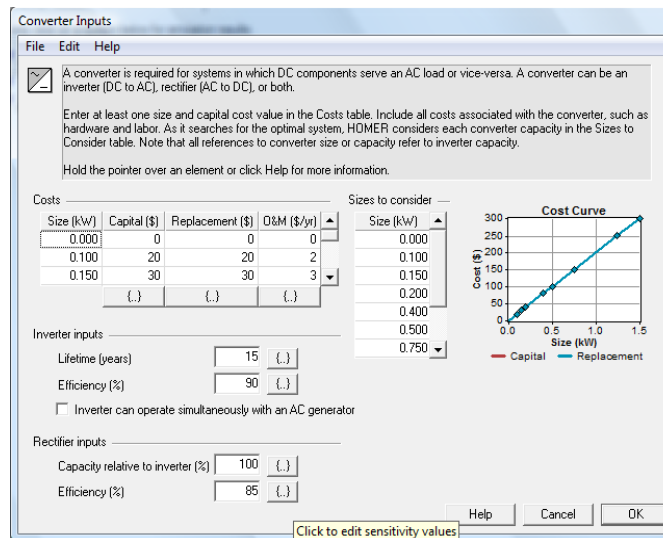 Converter Inputs
File Edit Help
A converter is required for systems in which DC components serve an AC load or vice-versa. A converter can be an
inverter (DC to AC), rectifier (AC to DC), or both.
Enter at least one size and capital cost value in the Costs table. Include all costs associated with the converter, such as
hardware and labor. As it searches for the optimal system, HOMER considers each converter capacity in the Sizes to
Consider table. Note that all references to converter size or capacity refer to inverter capacity.
Hold the pointer over an element or click Help for more information.
Costs
Size (kW) Capital ($) Replacement ($) O&M ($/yr)
0.000 0 0 0
0.100 20 20 2
0.150 30 30 3
{..} {..} {..}
Sizes to consider
Size (kW)
0.000
0.100
0.150
0.200
0.400
0.500
0.750
Cost Curve
Cost ($)
300
250
200
150
100
50
0
0.0 0.5 1.0 1.5
Size (kW)
Capital Replacement
Inverter inputs
Lifetime (years) 15 {..}
Efficiency (%) 90 {..}
Inverter can operate simultaneously with an AC generator
Rectifier inputs
Capacity relative to inverter (%) 100 {..}
Efficiency (%) 85 {..}
Help Cancel OK
Click to edit sensitivity values